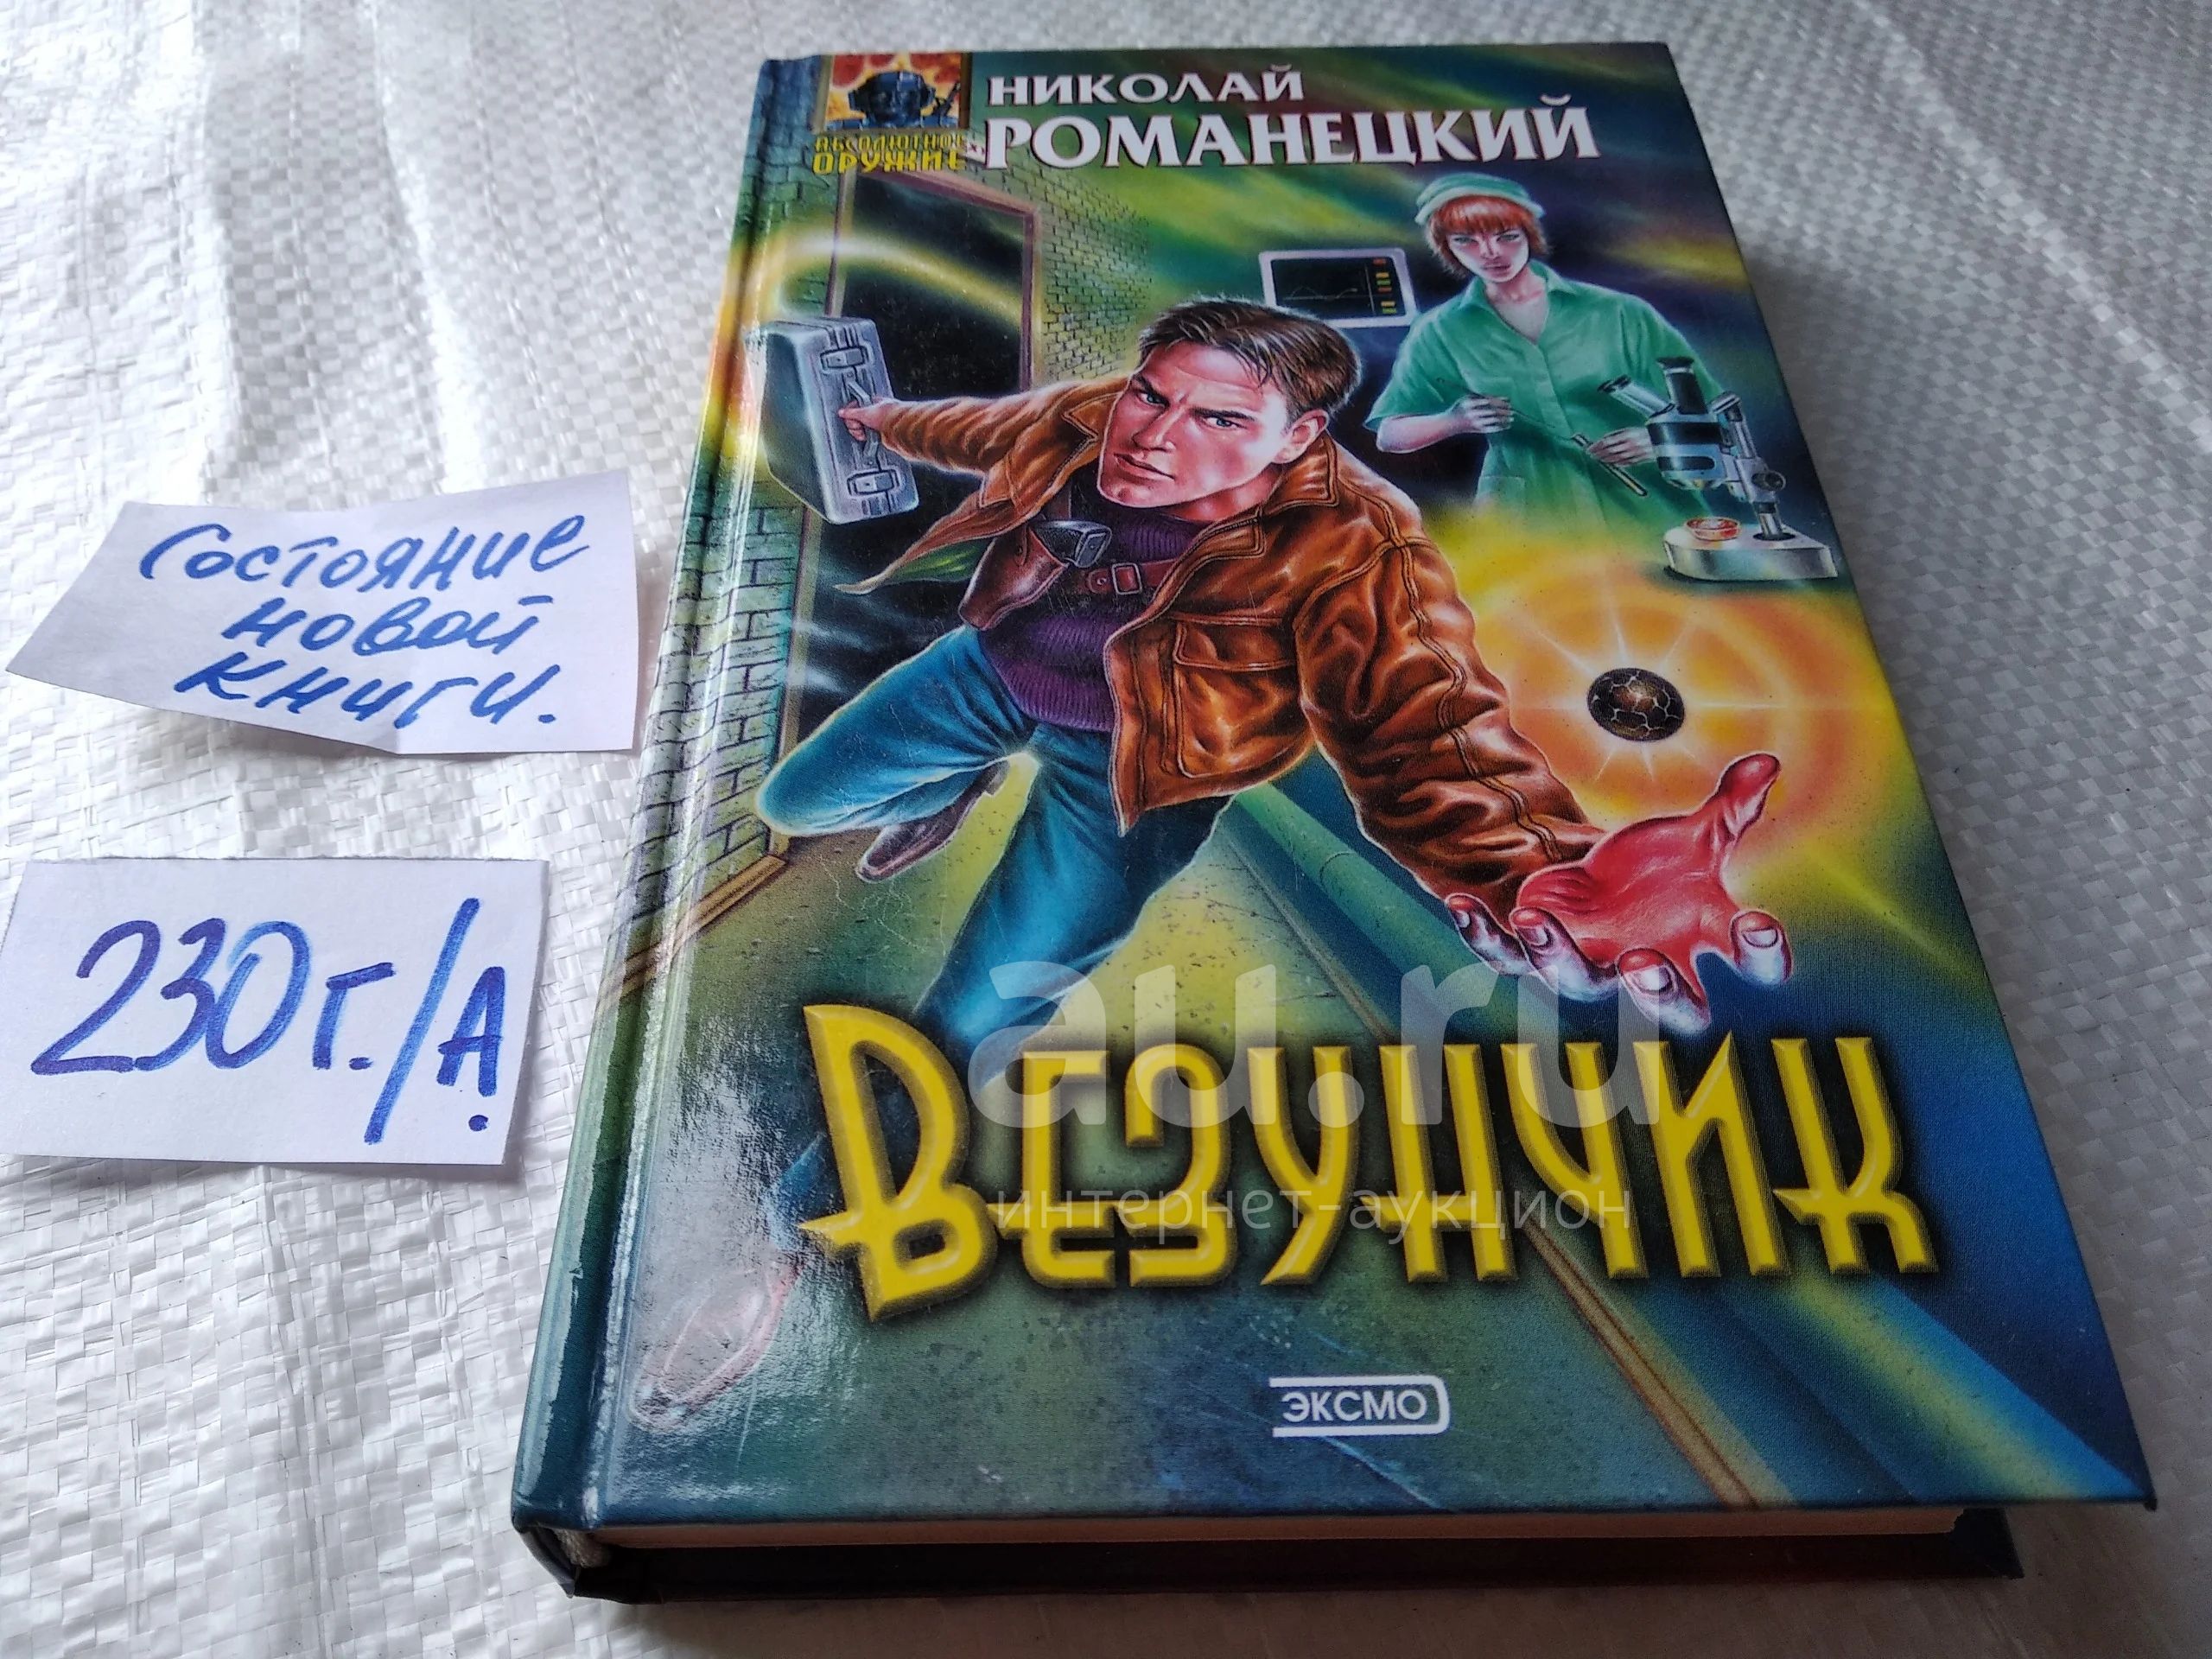 НИКОЛАЙ
РОМАНЕЦКИЙ
АБСОЛЮТНОЕ
ОРУЖИЕ
Состояние
новой
книги.
230г./А
au.ru
ВЕЗУНЧИК
интернет-аукцион
ЭКСМО